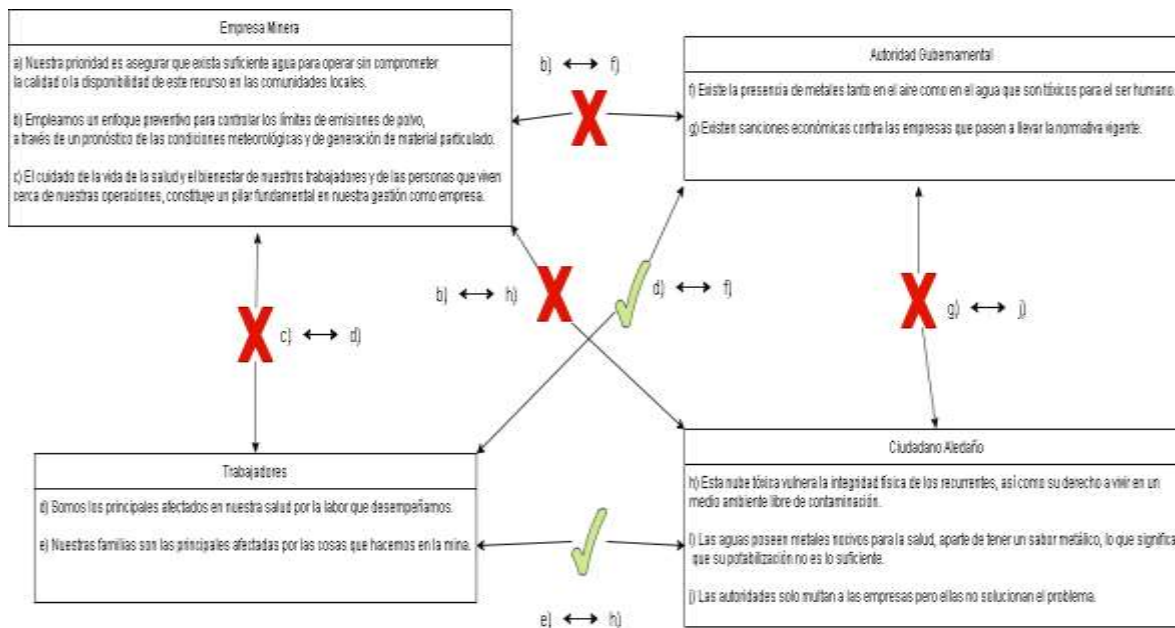 Empresa Minera
a) Nuestra prioridad es asegurar que exista suficiente agua para operar sin comprometer
la calidad o la disponibilidad de este recurso en las comunidades locales.
b) Empleamos un enfoque preventivo para controlar los límites de emisiones de polvo,
a través de un pronóstico de las condiciones meteorológicas y de generación de material particulado.
c) El cuidado de la vida de la salud y el bienestar de nuestros trabajadores y de las personas que viven
cerca de nuestras operaciones, constituye un pilar fundamental en nuestra gestión como empresa.
b) ⟷ f)
Autoridad Gubernamental
f) Existe la presencia de metales tanto en el aire como en el agua que son tóxicos para el ser humano.
g) Existen sanciones económicas contra las empresas que pasen a llevar la normativa vigente.
b) ⟷ h)
d) ⟷ f)
c) ⟷ d)
g) ⟷ j)
Trabajadores
d) Somos los principales afectados en nuestra salud por la labor que desempeñamos.
e) Nuestras familias son las principales afectadas por las cosas que hacemos en la mina.
Ciudadano Aledaño
h) Esta nube tóxica vulnera la integridad física de los recurrentes, así como su derecho a vivir en un
medio ambiente libre de contaminación.
I) Las aguas poseen metales nocivos para la salud, aparte de tener un sabor metálico, lo que significa
que su potabilización no es lo suficiente.
j) Las autoridades solo multan a las empresas pero ellas no solucionan el problema.
e) ⟷ h)